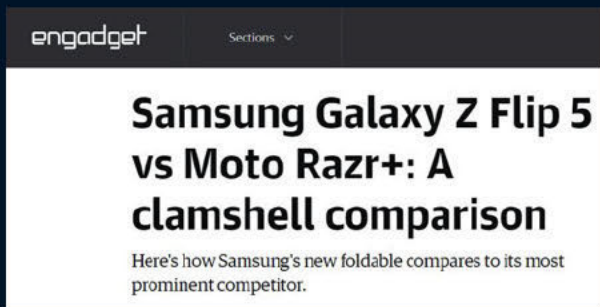 engadget
Sections
Samsung Galaxy Z Flip 5
vs Moto Razr+: A
clamshell comparison
Here's how Samsung's new foldable compares to its most
prominent competitor.